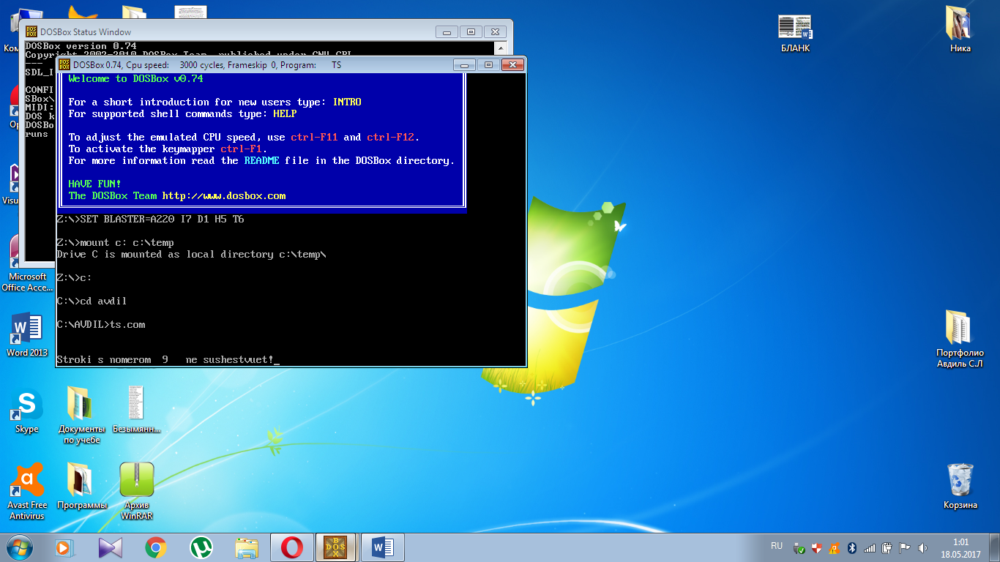 DOSBox Status Window
DOSBox version 0.74
Copyright 2002-2010 DOSBox Team, published under GNU GPL.
---
SDL_I
CONFI
SBox\
MIDI:
DOS k
DOSBo
runs
DOSBox 0.74, Cpu speed: 3000 cycles, Frameskip 0, Program: TS
Welcome to DOSBox v0.74
For a short introduction for new users type: INTRO
For supported shell commands type: HELP
To adjust the emulated CPU speed, use ctrl-F11 and ctrl-F12.
To activate the keymapper ctrl-F1.
For more information read the README file in the DOSBox directory.
HAVE FUN!
The DOSBox Team http://www.dosbox.com
Z:\>SET BLASTER=A220 I7 D1 H5 T6
Z:\>mount c: c:\temp
Drive C is mounted as local directory c:\temp\
Z:\>c:
C:\>cd avdil
C:\AVDIL>ts.com
Stroki s nomerom 9 ne sushestvuet!_
Ком
Op
Visu
Microsoft
Office Acce...
Word 2013
Skype
Документы
по учебе
Безымянн...
Avast Free
Antivirus
Программы
Архив
WinRAR
БЛАНК
Ника
Портфолио
Авдиль С.Л
Корзина
RU
1:01
18.05.2017